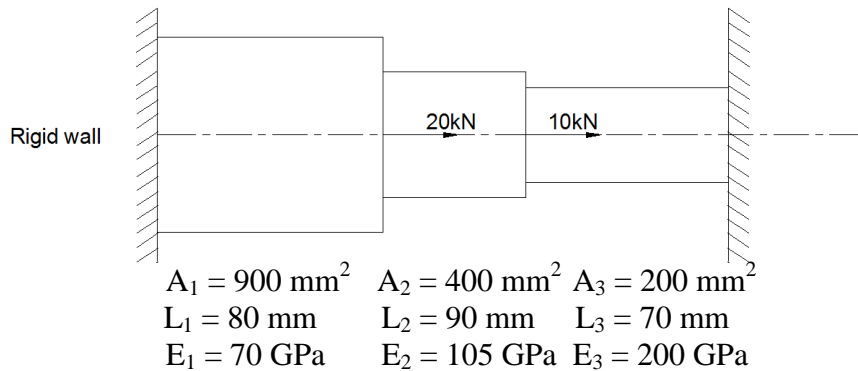 20kN 10kN
Rigid wall
A₁ = 900 mm² A₂ = 400 mm² A₃ = 200 mm²
L₁ = 80 mm L₂ = 90 mm L₃ = 70 mm
E₁ = 70 GPa E₂ = 105 GPa E₃ = 200 GPa